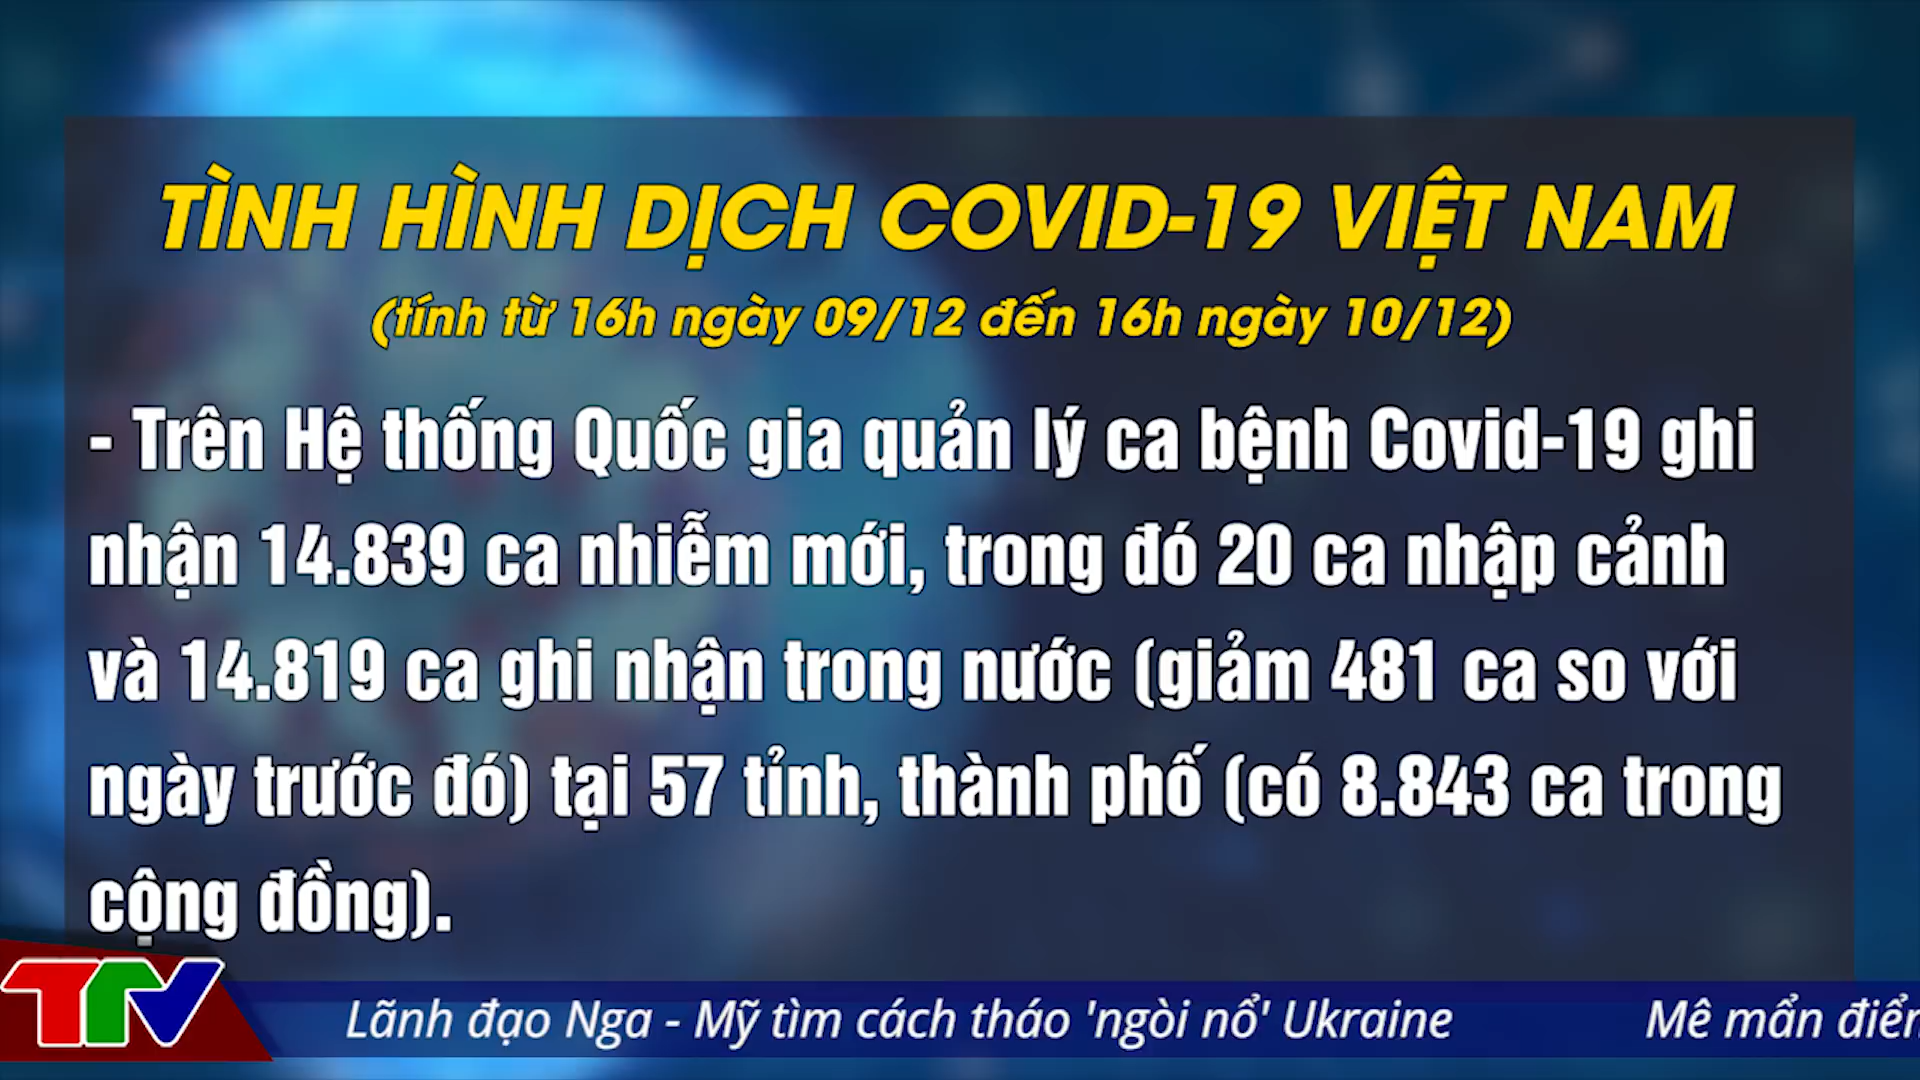 TÌNH HÌNH DỊCH COVID-19 VIỆT NAM
(tính từ 16h ngày 09/12 đến 16h ngày 10/12)
- Trên Hệ thống Quốc gia quản lý ca bệnh Covid-19 ghi
nhận 14.839 ca nhiễm mới, trong đó 20 ca nhập cảnh
và 14.819 ca ghi nhận trong nước (giảm 481 ca so với
ngày trước đó) tại 57 tỉnh, thành phố (có 8.843 ca trong
cộng đồng).
TTV
Lãnh đạo Nga - Mỹ tìm cách tháo 'ngòi nổ' Ukraine
Mê mẩn